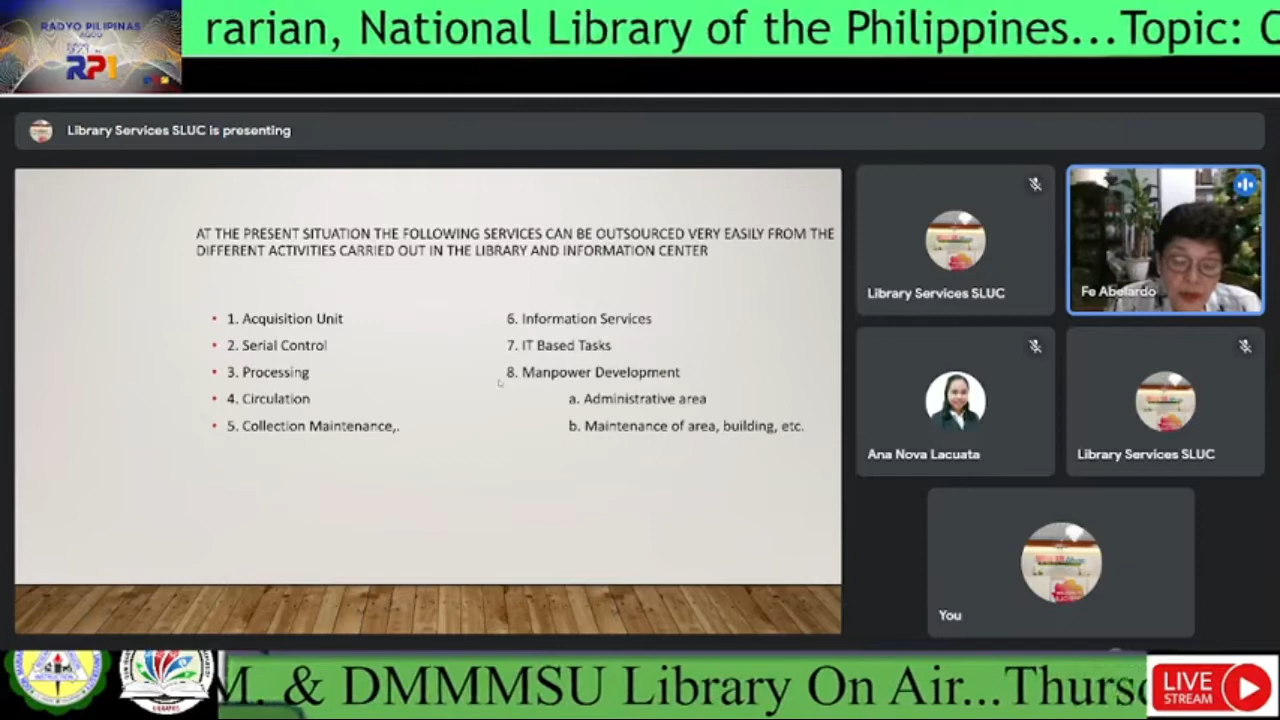 RADYO PILIPINAS
AGOO
RP1
rarian, National Library of the Philippines...Topic: C
Library Services SLUC is presenting
AT THE PRESENT SITUATION THE FOLLOWING SERVICES CAN BE OUTSOURCED VERY EASILY FROM THE
DIFFERENT ACTIVITIES CARRIED OUT IN THE LIBRARY AND INFORMATION CENTER
• 1. Acquisition Unit
• 2. Serial Control
• 3. Processing
• 4. Circulation
• 5. Collection Maintenance,.
6. Information Services
7. IT Based Tasks
8. Manpower Development
a. Administrative area
b. Maintenance of area, building, etc.
Library Services SLUC
Fe Abelardo
Ana Nova Lacuata
Library Services SLUC
You
M. & DMMMSU Library On Air...Thursd
LIVE
STREAM